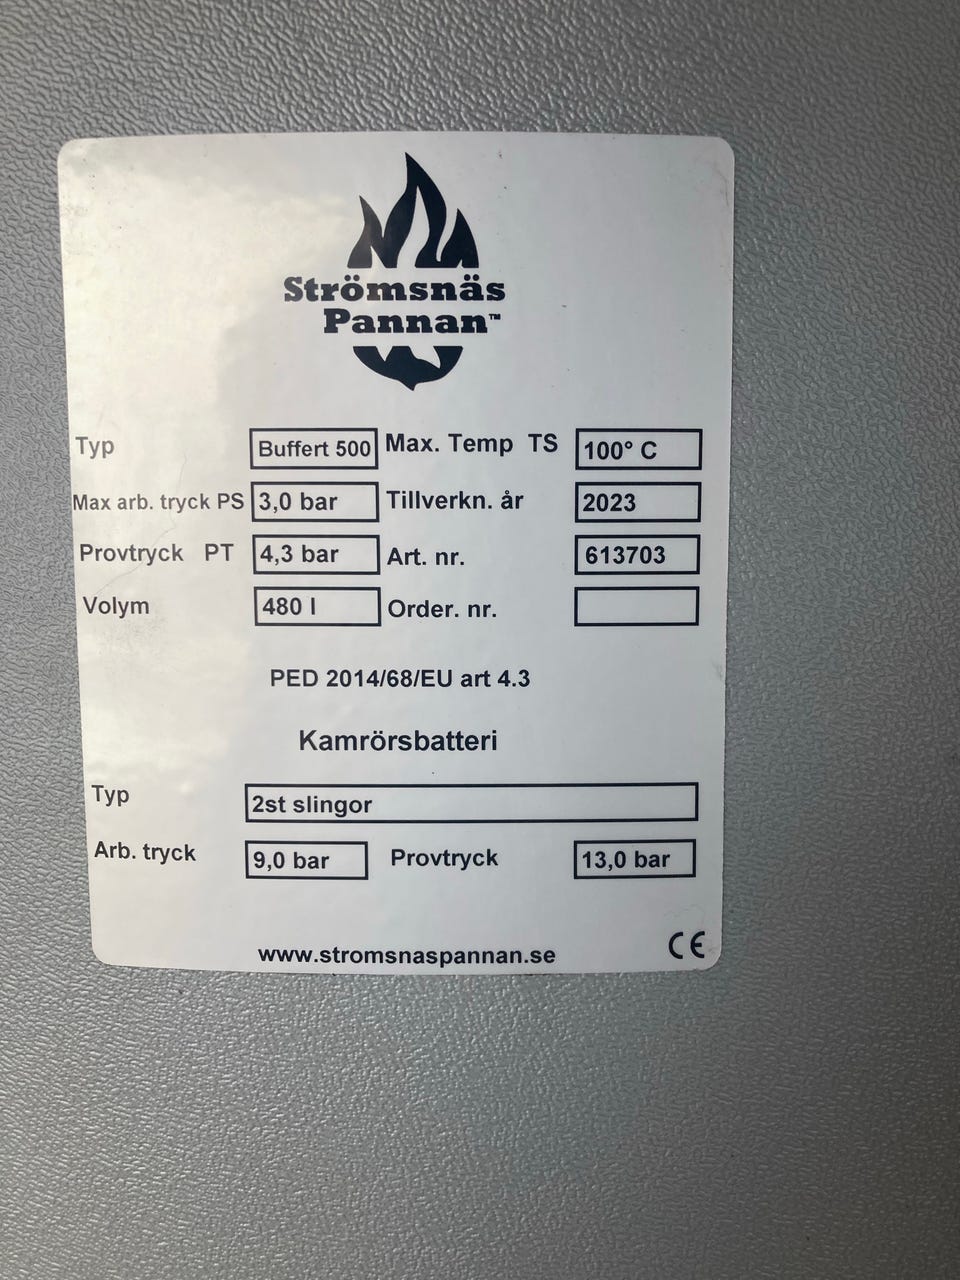 Strömsnäs
Pannan™
Typ Buffert 500 Max. Temp TS 100° C
Max arb. tryck PS 3,0 bar Tillverkn. år 2023
Provtryck PT 4,3 bar Art. nr. 613703
Volym 480 l Order. nr.
PED 2014/68/EU art 4.3
Kamrörsbatteri
Typ 2st slingor
Arb. tryck 9,0 bar Provtryck 13,0 bar
www.stromsnaspannan.se CE